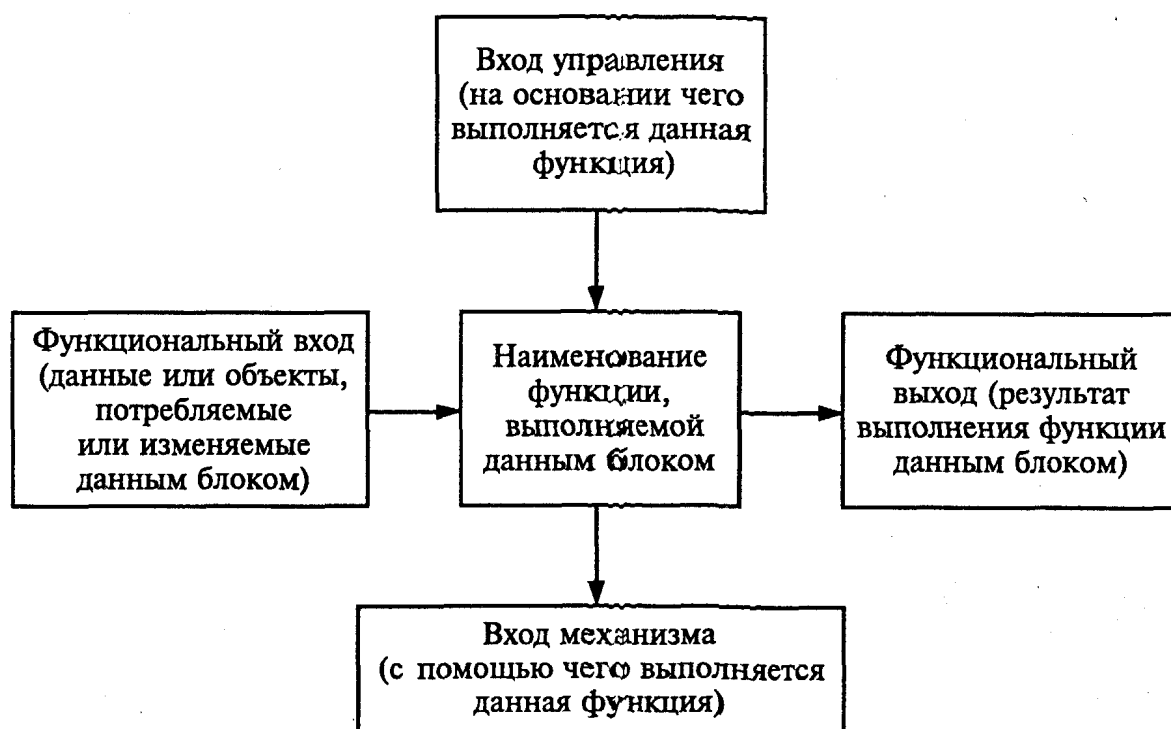 Вход управления
(на основании чего
выполняется данная
функция)
Функциональный вход
(данные или объекты,
потребляемые
или изменяемые
данным блоком)
Наименование
функции,
выполняемой
данным блоком
Функциональный
выход (результат
выполнения функции
данным блоком)
Вход механизма
(с помощью чего выполняется
данная функция)